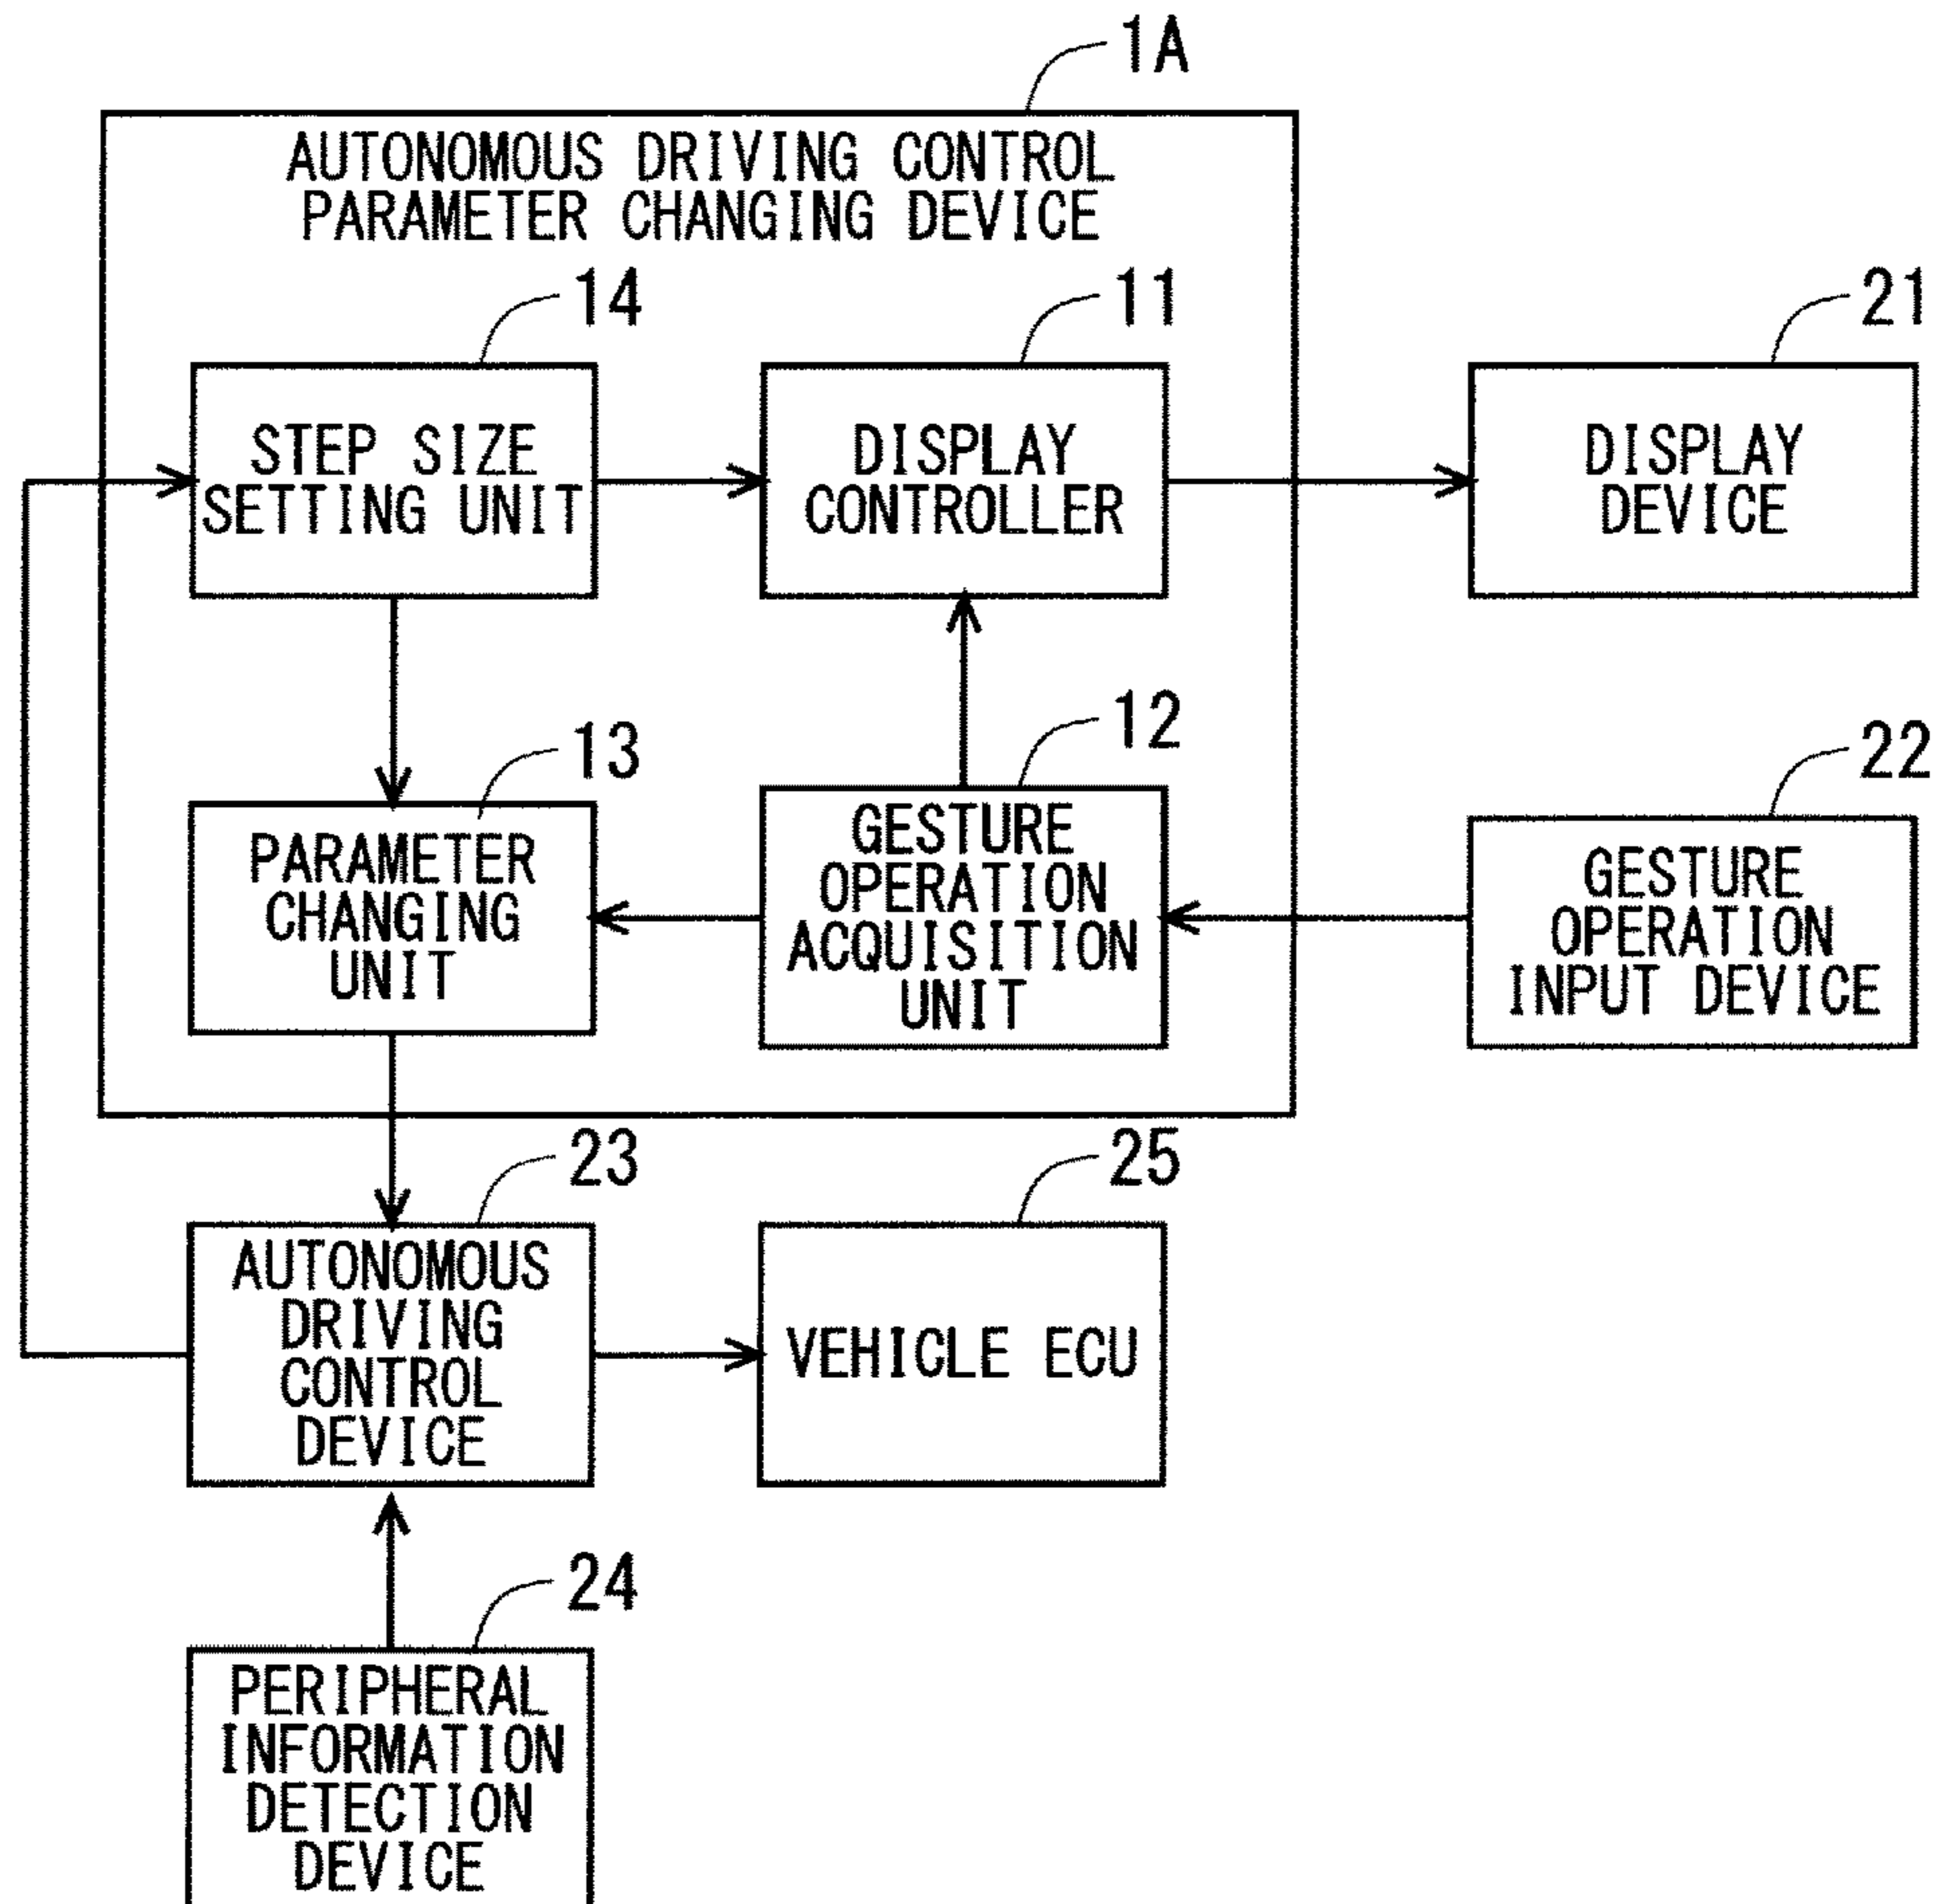 1A
AUTONOMOUS DRIVING CONTROL
PARAMETER CHANGING DEVICE
14
11
21
STEP SIZE
SETTING UNIT
DISPLAY
CONTROLLER
DISPLAY
DEVICE
13
12
22
PARAMETER
CHANGING
UNIT
GESTURE
OPERATION
ACQUISITION
UNIT
GESTURE
OPERATION
INPUT DEVICE
23
25
AUTONOMOUS
DRIVING
CONTROL
DEVICE
VEHICLE ECU
24
PERIPHERAL
INFORMATION
DETECTION
DEVICE